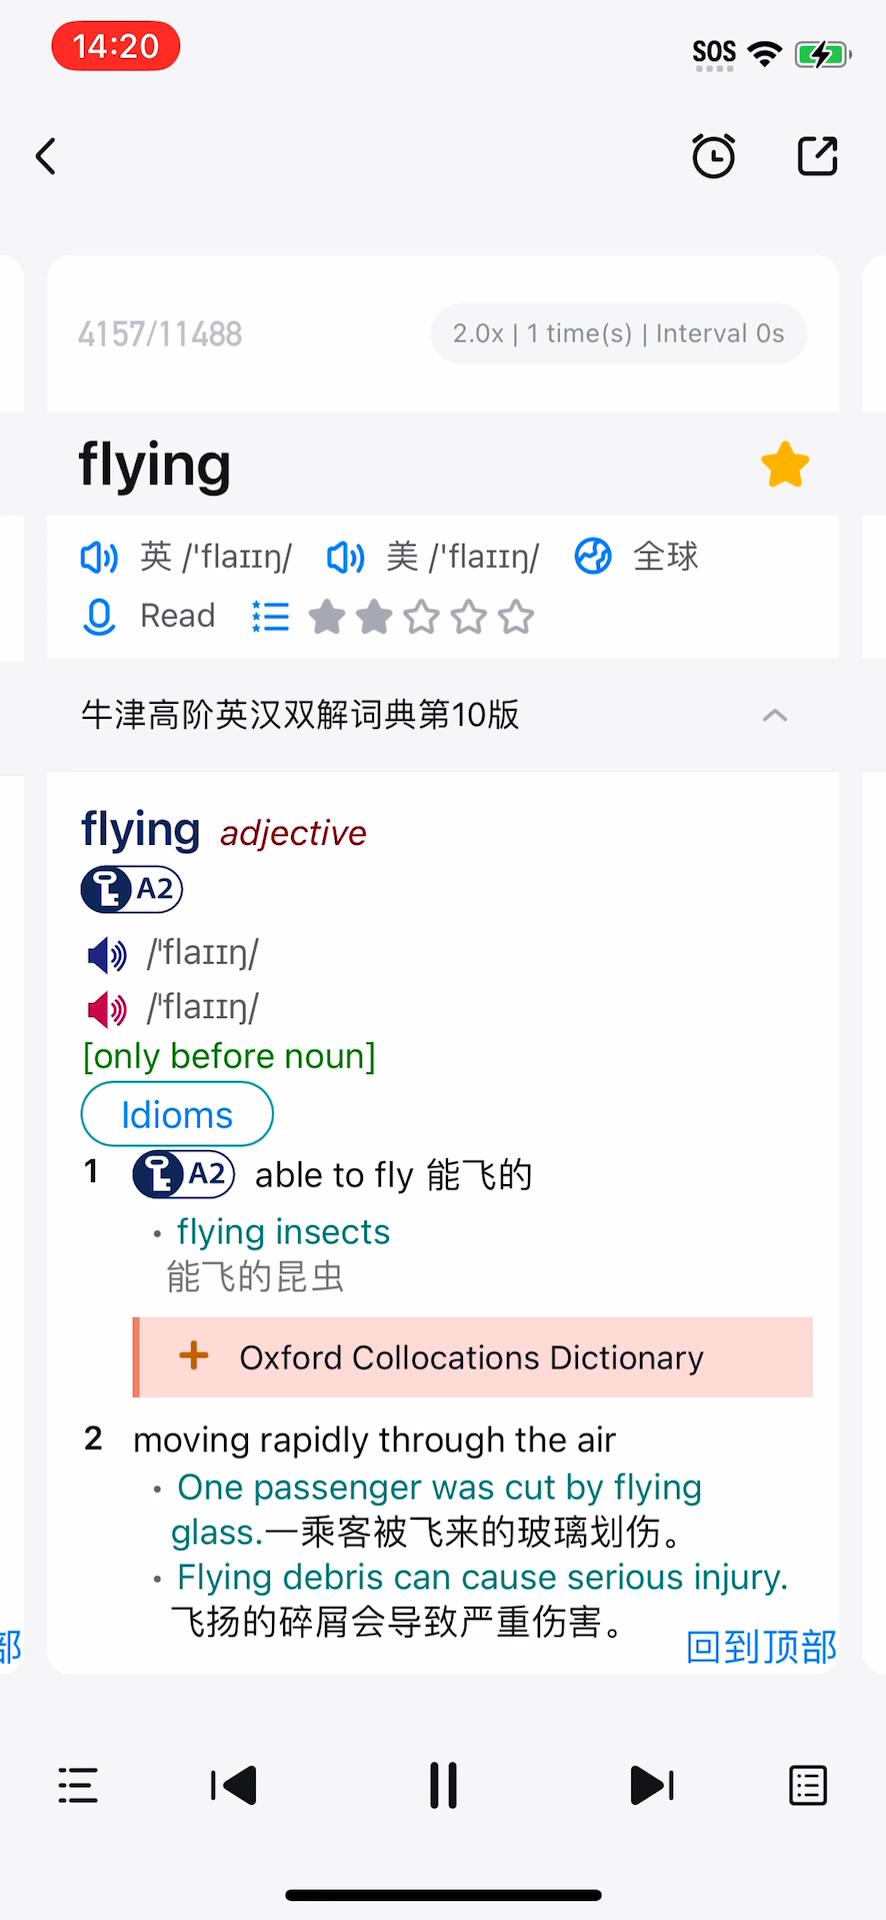 14:20
SOS
4157/11488
2.0x | 1 time(s) | Interval 0s
flying
英 /'flaɪɪŋ/ 美 /'flaɪɪŋ/ 全球
Read
牛津高阶英汉双解词典第10版
flying adjective
A2
/ˈflaɪɪŋ/
/ˈflaɪɪŋ/
[only before noun]
Idioms
1 A2 able to fly 能飞的
• flying insects
能飞的昆虫
+ Oxford Collocations Dictionary
2 moving rapidly through the air
• One passenger was cut by flying
glass.一乘客被飞来的玻璃划伤。
• Flying debris can cause serious injury.
飞扬的碎屑会导致严重伤害。
部 回到顶部